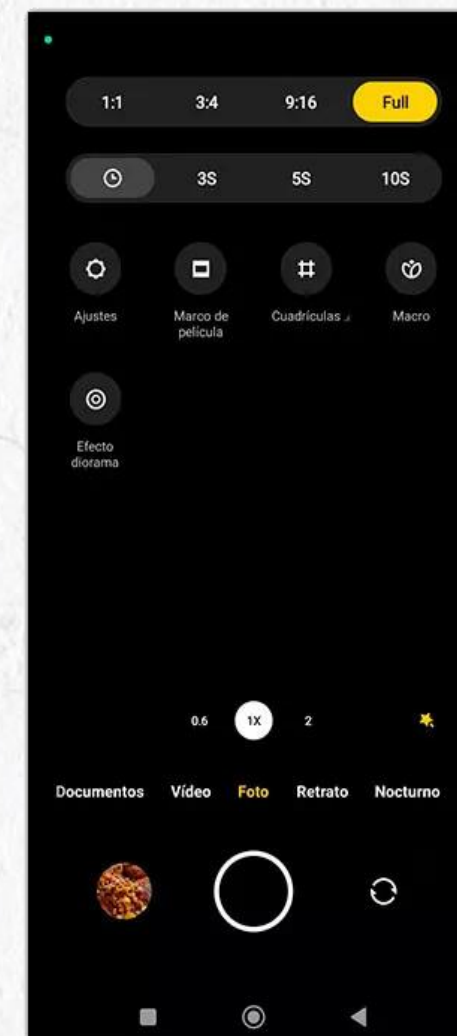 1:1 3:4 9:16 Full
3S 5S 10S
Ajustes Marco de película Cuadrículas Macro
Efecto
diorama
0.6 1X 2
Documentos Vídeo Foto Retrato Nocturno